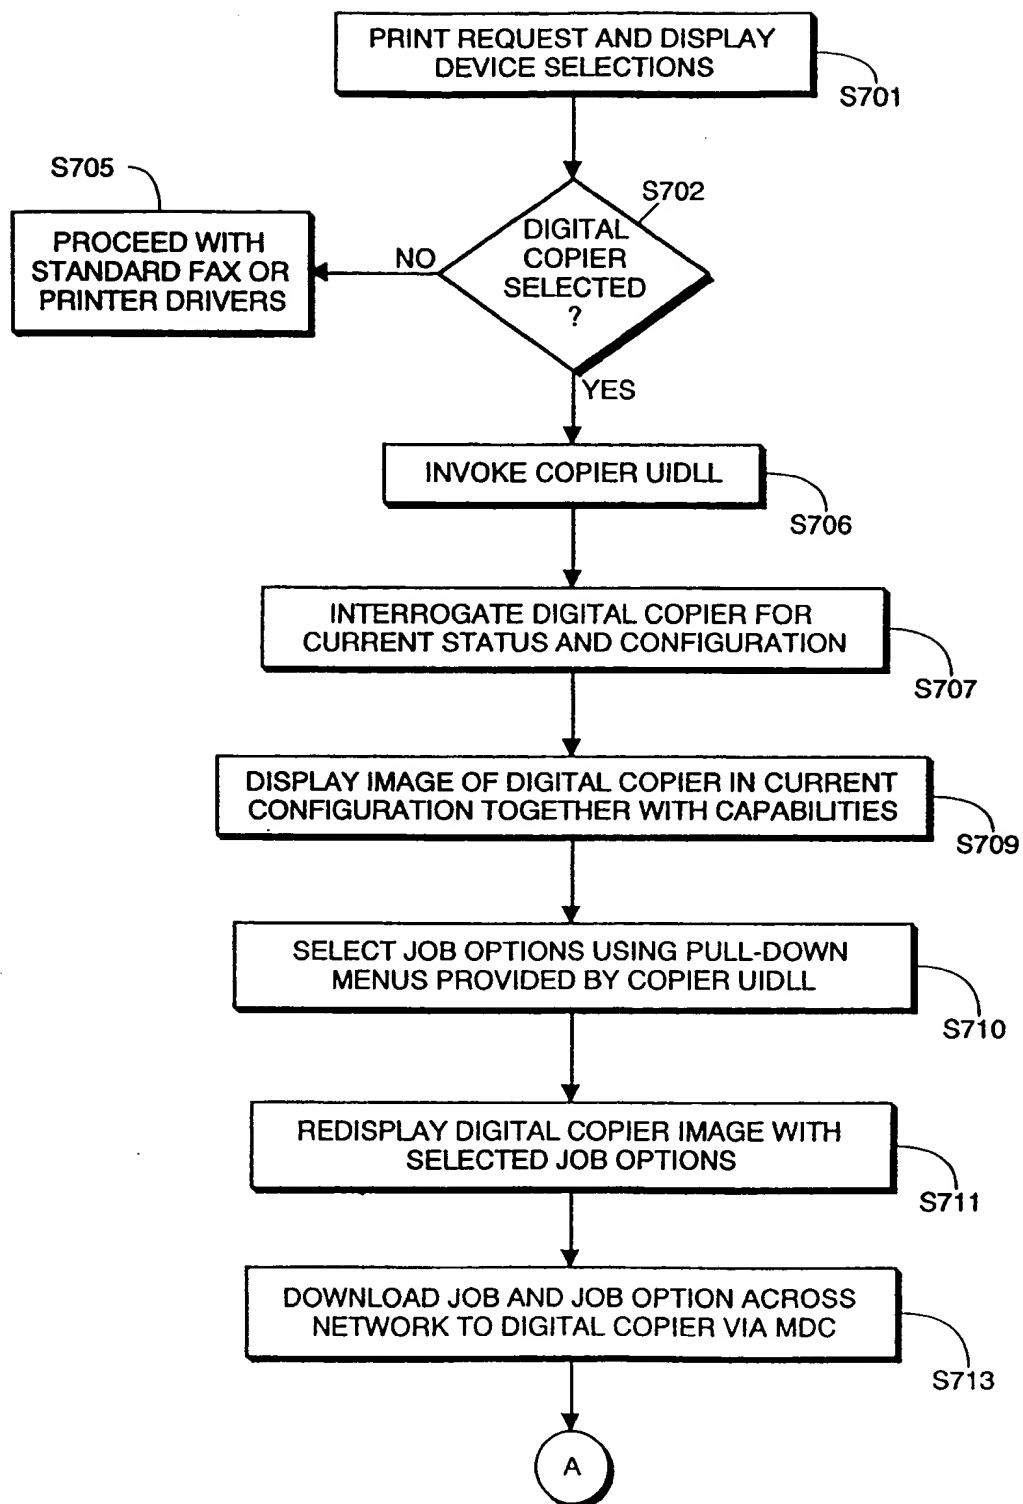 PRINT REQUEST AND DISPLAY
DEVICE SELECTIONS
S701
S705
S702
PROCEED WITH
STANDARD FAX OR
PRINTER DRIVERS
NO
DIGITAL
COPIER
SELECTED
?
YES
INVOKE COPIER UIDLL
S706
INTERROGATE DIGITAL COPIER FOR
CURRENT STATUS AND CONFIGURATION
S707
DISPLAY IMAGE OF DIGITAL COPIER IN CURRENT
CONFIGURATION TOGETHER WITH CAPABILITIES
S709
SELECT JOB OPTIONS USING PULL-DOWN
MENUS PROVIDED BY COPIER UIDLL
S710
REDISPLAY DIGITAL COPIER IMAGE WITH
SELECTED JOB OPTIONS
S711
DOWNLOAD JOB AND JOB OPTION ACROSS
NETWORK TO DIGITAL COPIER VIA MDC
S713
A